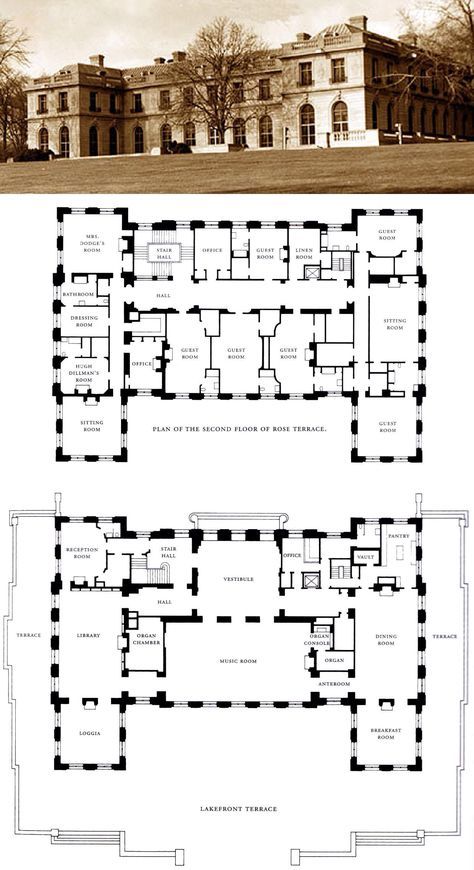 MRS.
DODGE'S
ROOM
STAIR
HALL
OFFICE
GUEST
ROOM
LINEN
ROOM
GUEST
ROOM
BATHROOM
HALL
DRESSING
ROOM
SITTING
ROOM
HUGH
DILLMAN'S
ROOM
OFFICE
GUEST
ROOM
GUEST
ROOM
GUEST
ROOM
SITTING
ROOM
PLAN OF THE SECOND FLOOR OF ROSE TERRACE.
GUEST
ROOM
RECEPTION
ROOM
STAIR
HALL
VESTIBULE
OFFICE
VAULT
PANTRY
HALL
TERRACE
LIBRARY
ORGAN
CHAMBER
MUSIC ROOM
ORGAN
CONSOLE
ORGAN
DINING
ROOM
TERRACE
ANTEROOM
LOGGIA
BREAKFAST
ROOM
LAKEFRONT TERRACE